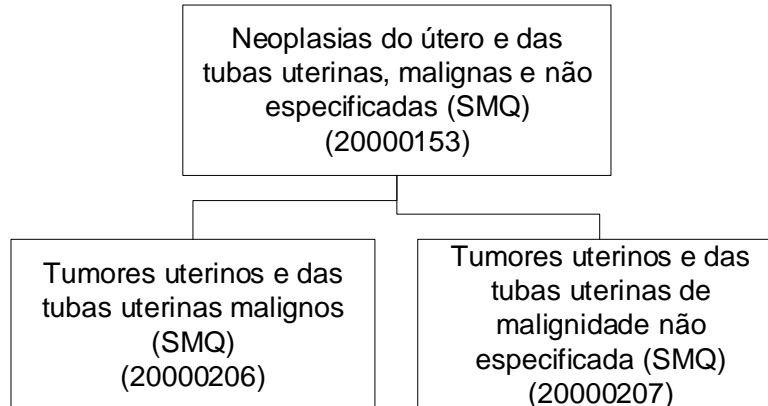 Neoplasias do útero e das
tubas uterinas, malignas e não
especificadas (SMQ)
(20000153)
Tumores uterinos e das
tubas uterinas malignos
(SMQ)
(20000206)
Tumores uterinos e das
tubas uterinas de
malignidade não
especificada (SMQ)
(20000207)